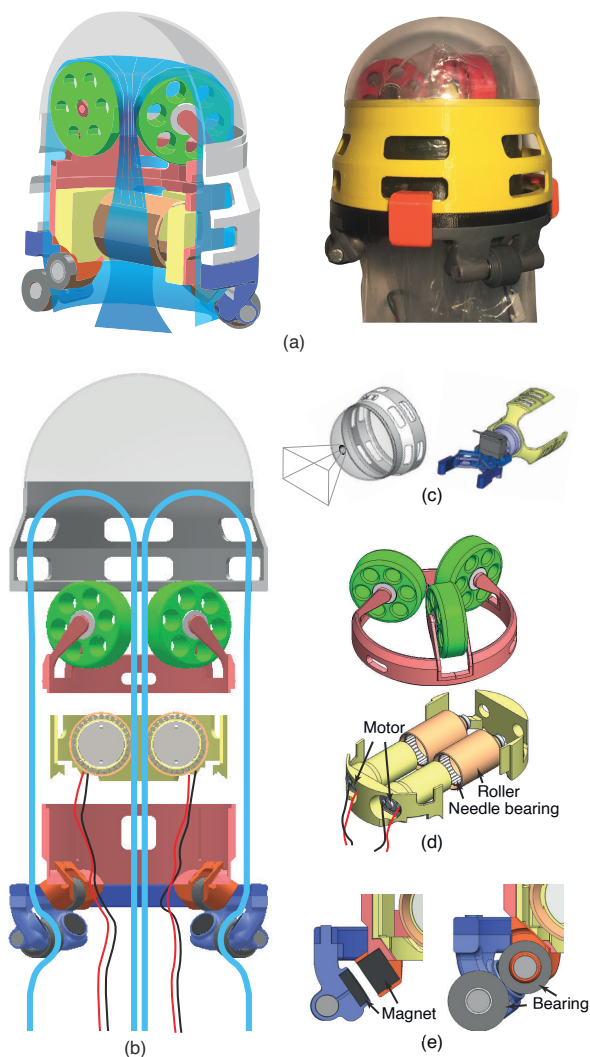 (a)
(c)
Motor
Roller
Needle bearing
(d)
Magnet
Bearing
(b)
(e)